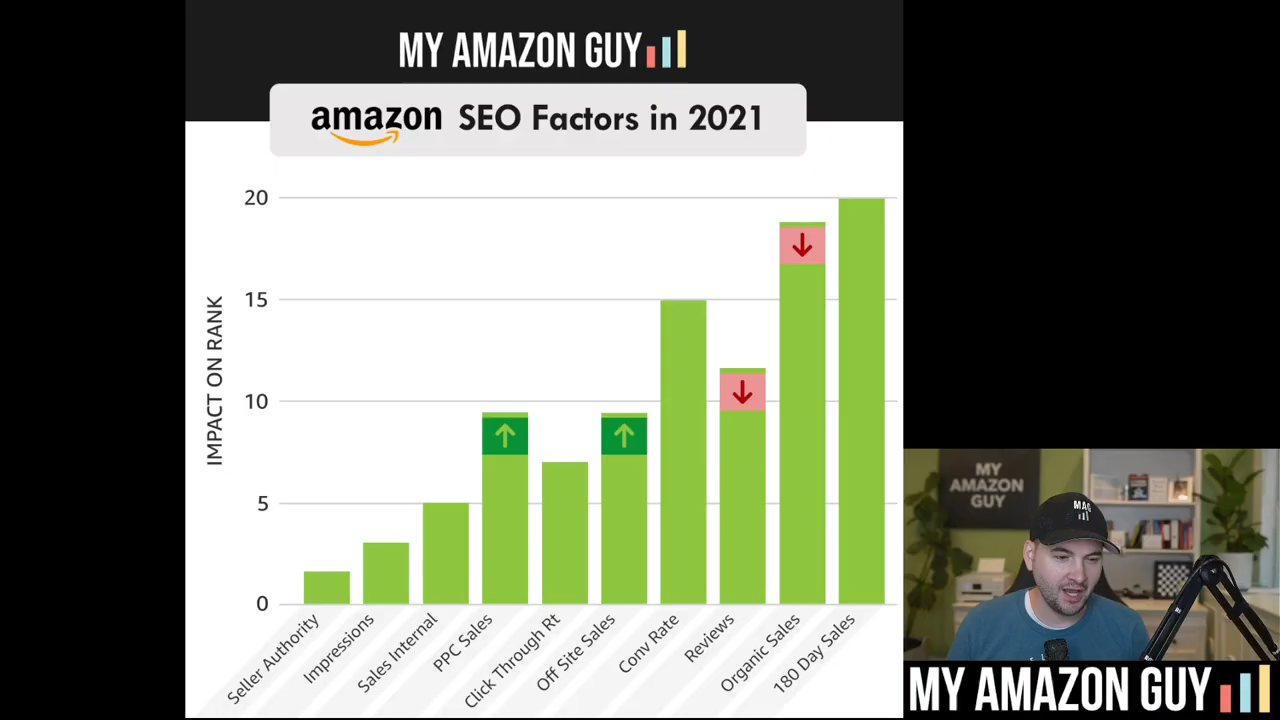 MY AMAZON GUY
amazon SEO Factors in 2021
IMPACT ON RANK
20
15
10
5
0
Seller Authority
Impressions
Sales Internal
PPC Sales
Click Through Rt
Off Site Sales
Conv Rate
Reviews
Organic Sales
180 Day Sales
MY
AMAZON
GUY
MAG
MY AMAZON GUY